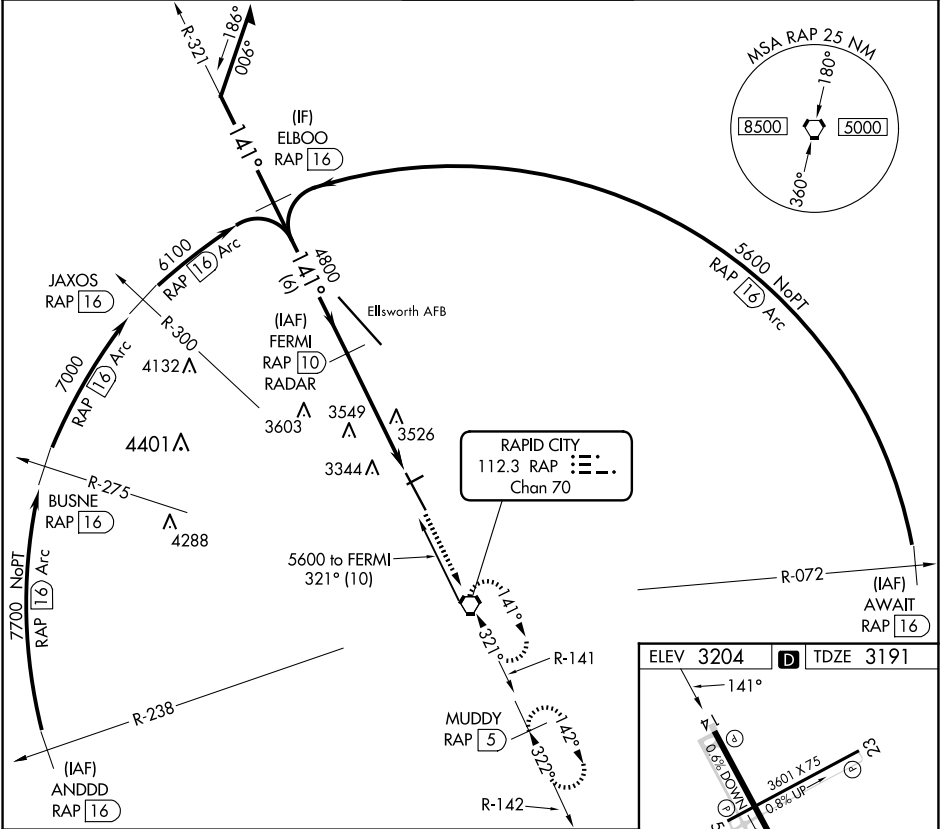 R-321
186°
006°
141°
(IF)
ELBOO
RAP 16
MSA RAP 25 NM
180°
8500
5000
360°
6100
RAP 16 Arc
5600 NoPT
RAP 16 Arc
JAXOS
RAP 16
R-300
4800
141°
(6)
Ellsworth AFB
(IAF)
FERMI
RAP 10
RADAR
7000
RAP 16 Arc
4132
3603
3549
3526
4401
3344
RAPID CITY
112.3 RAP
Chan 70
R-275
BUSNE
RAP 16
4288
5600 to FERMI
321° (10)
7700 NoPT
RAP 16 Arc
R-072
(IAF)
AWAIT
RAP 16
141°
321°
R-141
R-238
MUDDY
RAP 5
142°
322°
R-142
(IAF)
ANDDD
RAP 16
ELEV 3204 D TDZE 3191
141°
14
P
0.6% DOWN
3601 X 75
0.8% UP
23
P
P
5